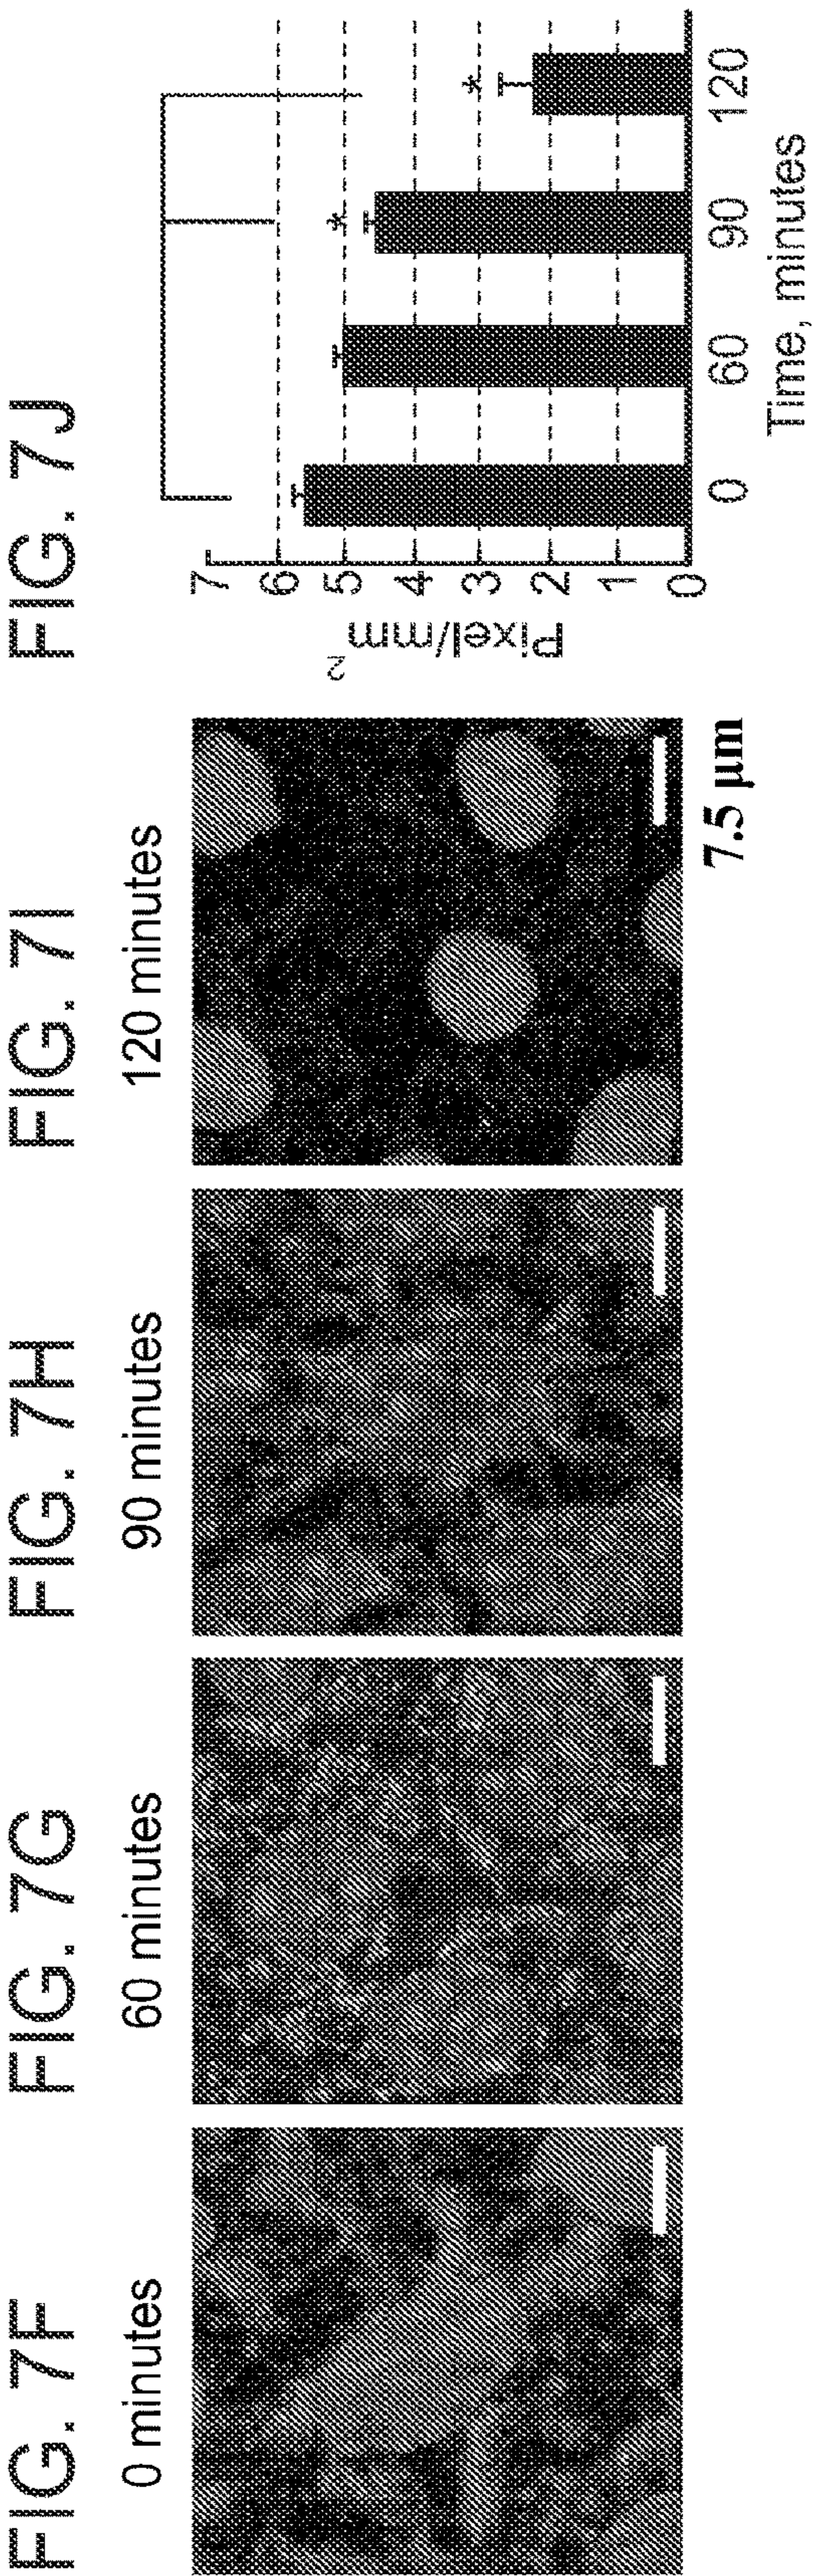 FIG. 7F
0 minutes
FIG. 7G
60 minutes
FIG. 7H
90 minutes
FIG. 7I
120 minutes
7.5 µm
FIG. 7J
Pixel/mm²
7
6
5
4
3
2
1
0
* *
0 60 90 120
Time, minutes